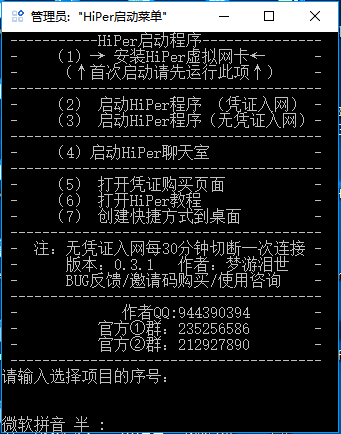 管理员: "HiPer启动菜单"
-----------HiPer启动程序-----------
- (1)→ 安装HiPer虚拟网卡← -
- (↑首次启动请先运行此项↑) -
- (2) 启动HiPer程序 (凭证入网) -
- (3) 启动HiPer程序(无凭证入网) -
- (4)启动HiPer聊天室 -
- (5) 打开凭证购买页面 -
- (6) 打开HiPer教程 -
- (7) 创建快捷方式到桌面 -
- 注: 无凭证入网每30分钟切断一次连接 -
- 版本: 0.3.1 作者: 梦游泪世 -
- BUG反馈/邀请码购买/使用咨询 -
- 作者QQ:944390394 -
- 官方①群: 235256586 -
- 官方②群: 212927890 -
请输入选择项目的序号:
微软拼音 半 :